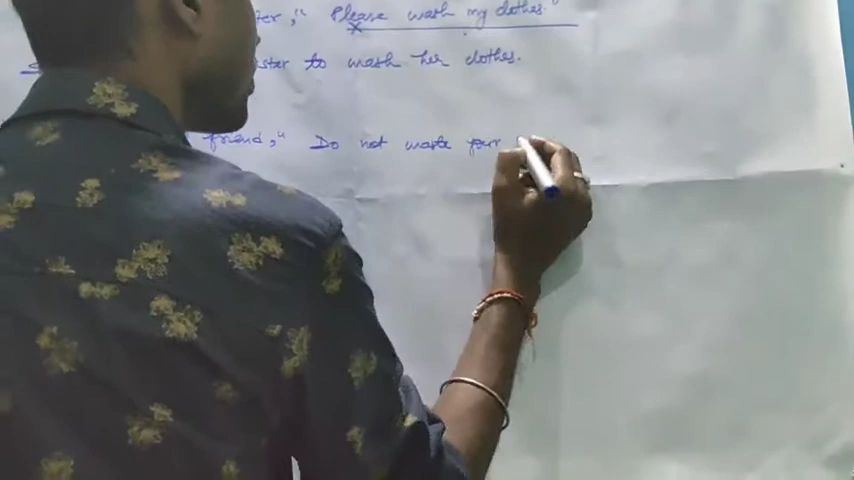 ter," Please wash my clothes."
ster to wash her clothes.
friend," Do not waste your